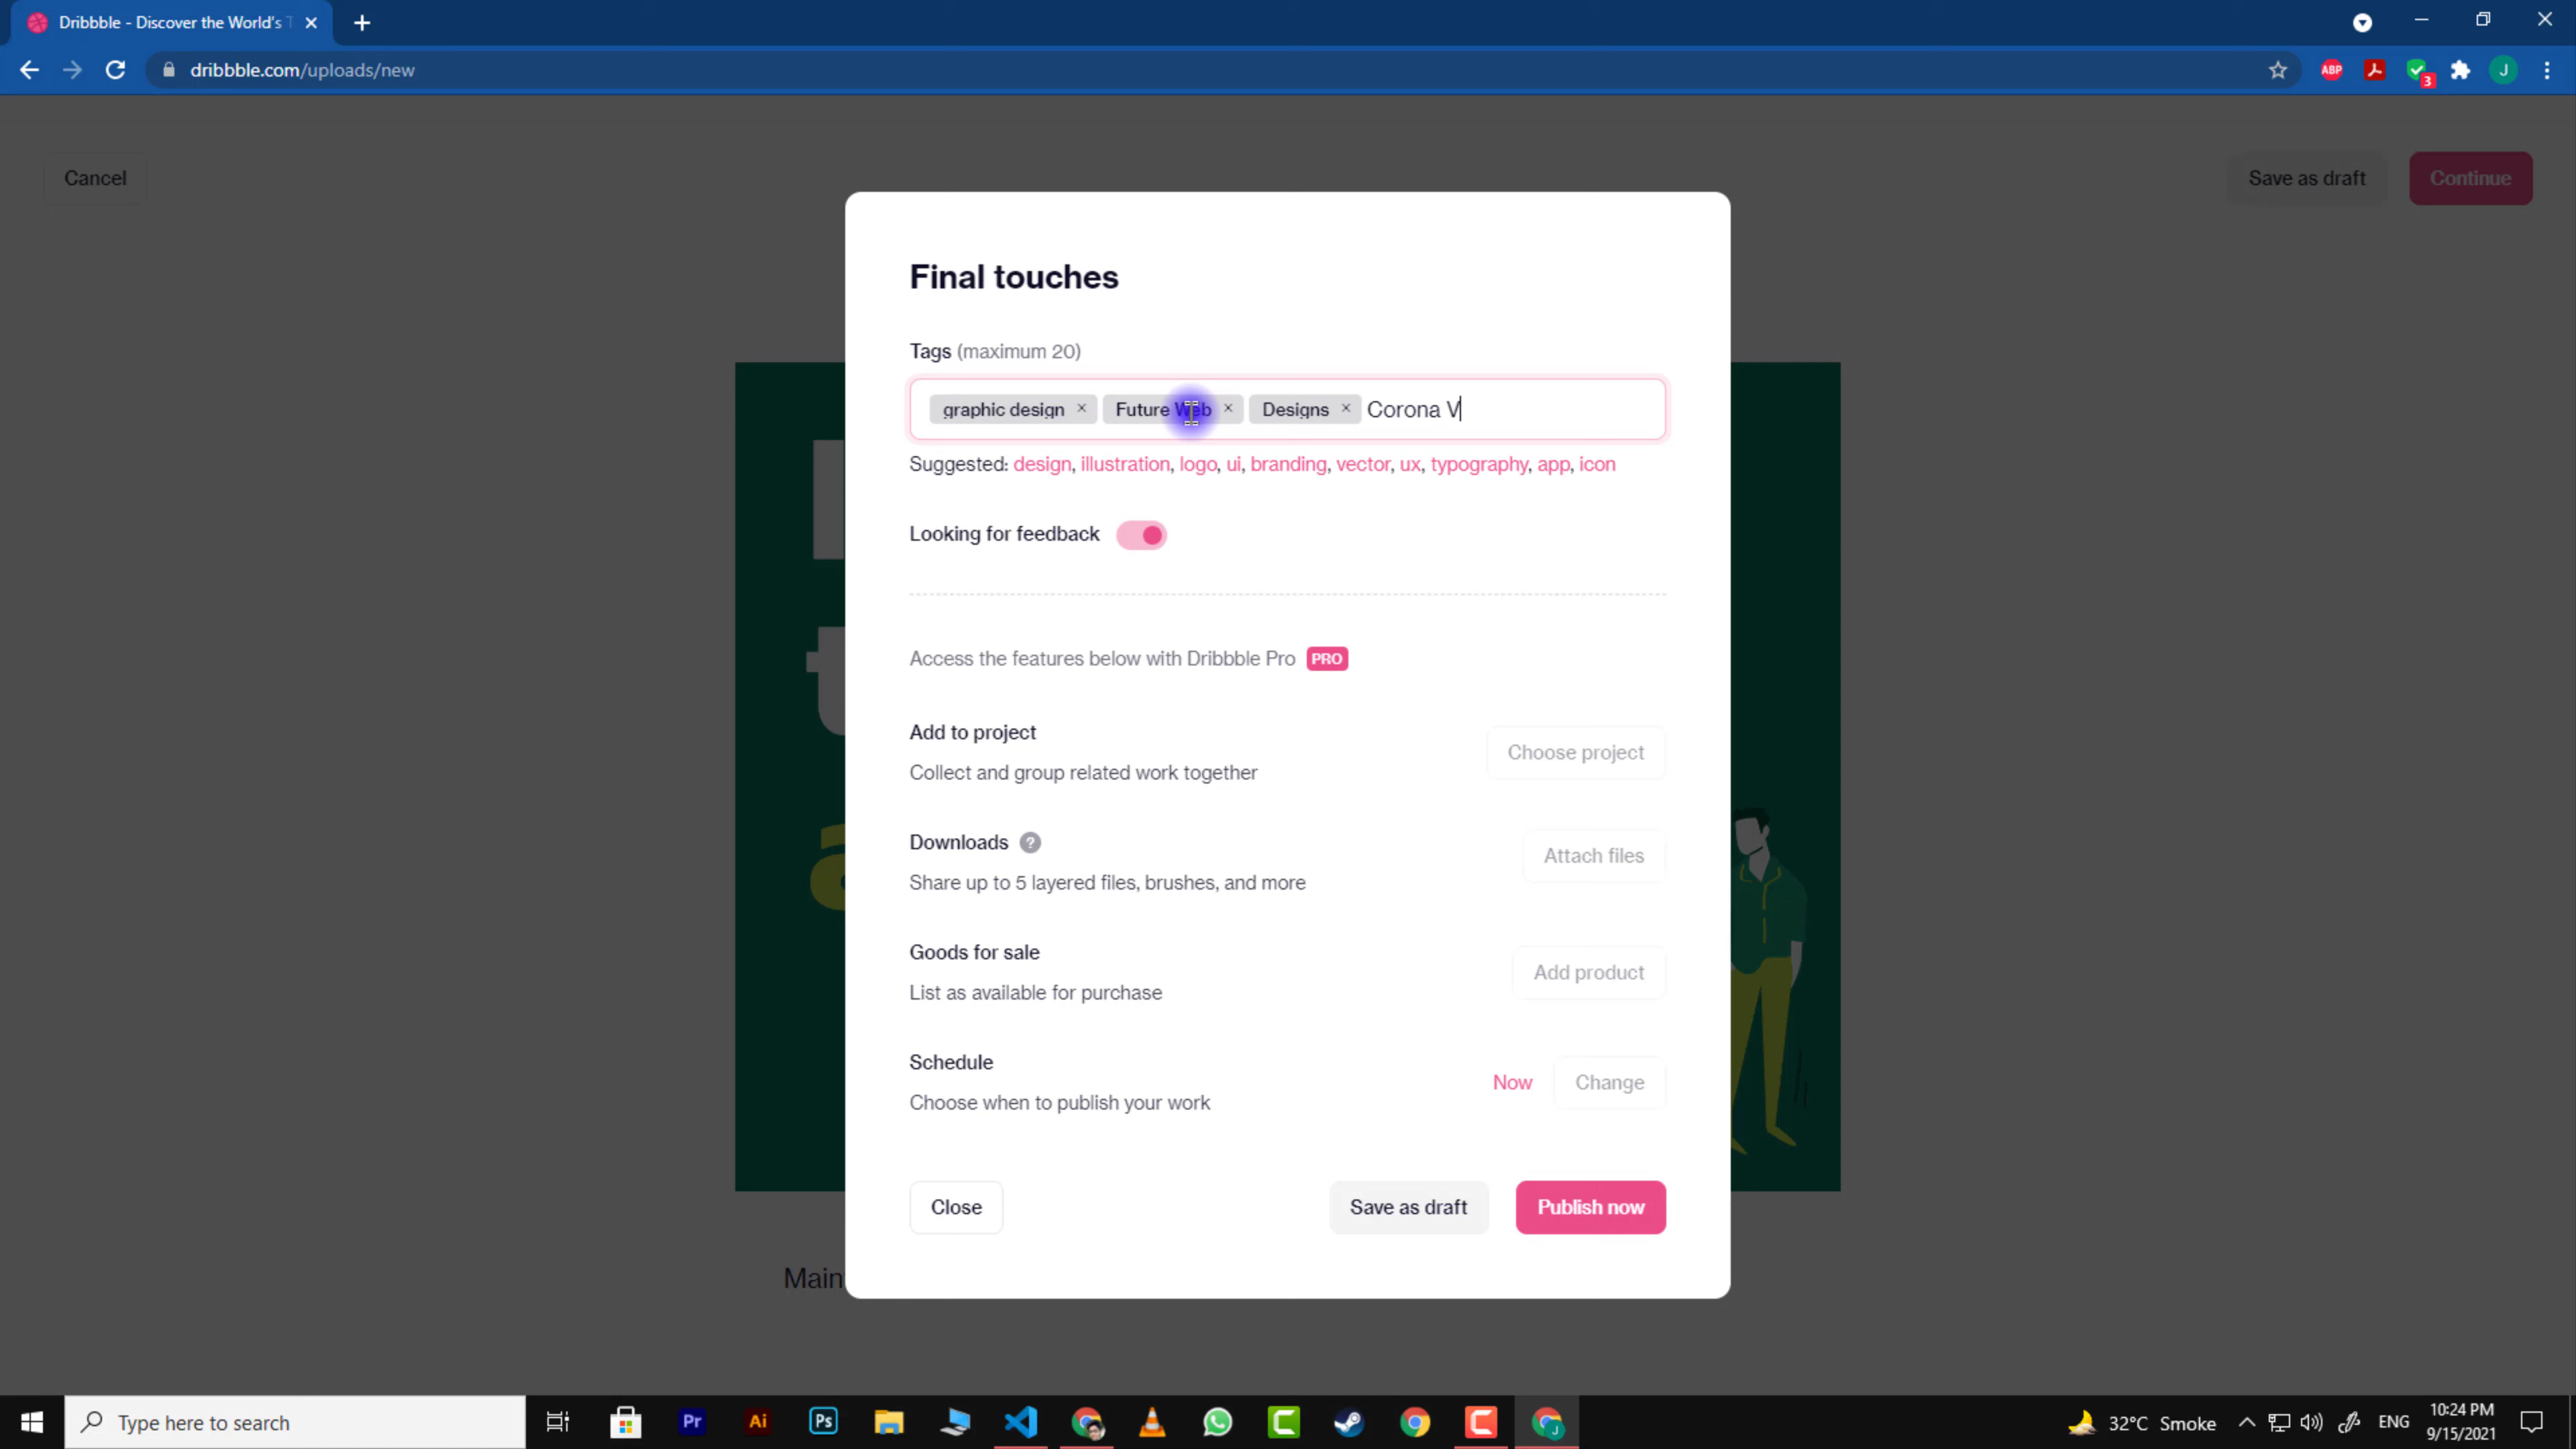 Dribbble - Discover the World's T
dribbble.com/uploads/new
ABP
3
J
Cancel
Save as draft
Continue
Final touches
Tags (maximum 20)
graphic design × Future Web × Designs × Corona V
Suggested: design, illustration, logo, ui, branding, vector, ux, typography, app, icon
Looking for feedback
Access the features below with Dribbble Pro PRO
Add to project
Choose project
Collect and group related work together
Downloads ?
Attach files
Share up to 5 layered files, brushes, and more
Goods for sale
Add product
List as available for purchase
Schedule
Now Change
Choose when to publish your work
Close
Save as draft
Publish now
Main
Type here to search
Pr
Ai
Ps
J
32°C Smoke
ENG
10:24 PM
9/15/2021